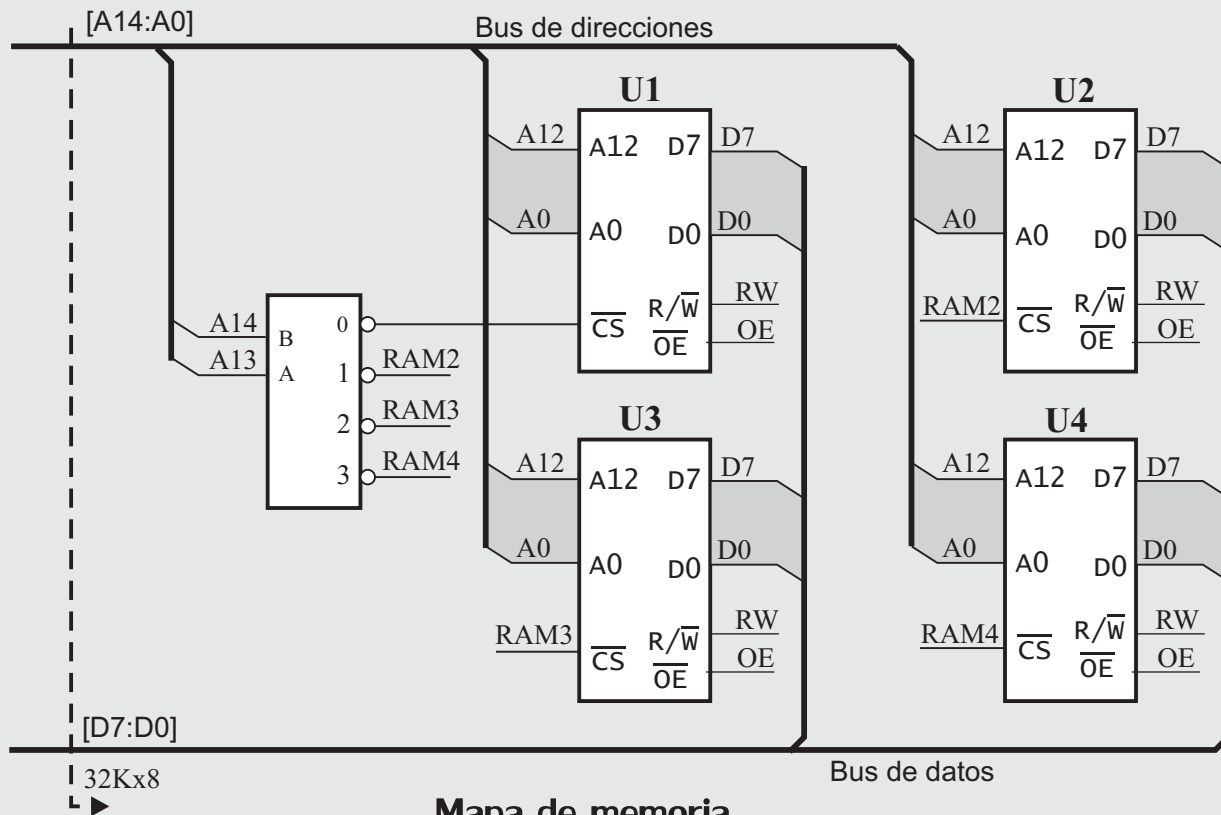 [A14:A0]
Bus de direcciones
U1
A12 A12 D7 D7
A0 A0 D0 D0
CS R/W RW
OE OE
U2
A12 A12 D7 D7
A0 A0 D0 D0
RAM2 CS R/W RW
OE OE
A14 B 0
A13 A 1 RAM2
2 RAM3
3 RAM4
U3
A12 A12 D7 D7
A0 A0 D0 D0
RAM3 CS R/W RW
OE OE
U4
A12 A12 D7 D7
A0 A0 D0 D0
RAM4 CS R/W RW
OE OE
[D7:D0]
Bus de datos
32Kx8
Mapa de memoria